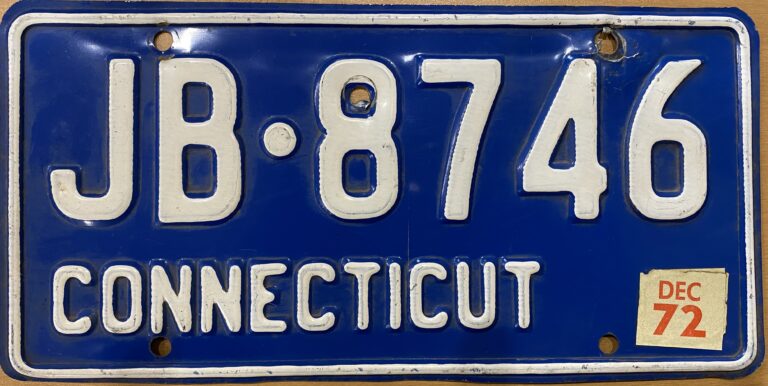 JB·8746
CONNECTICUT
DEC
72